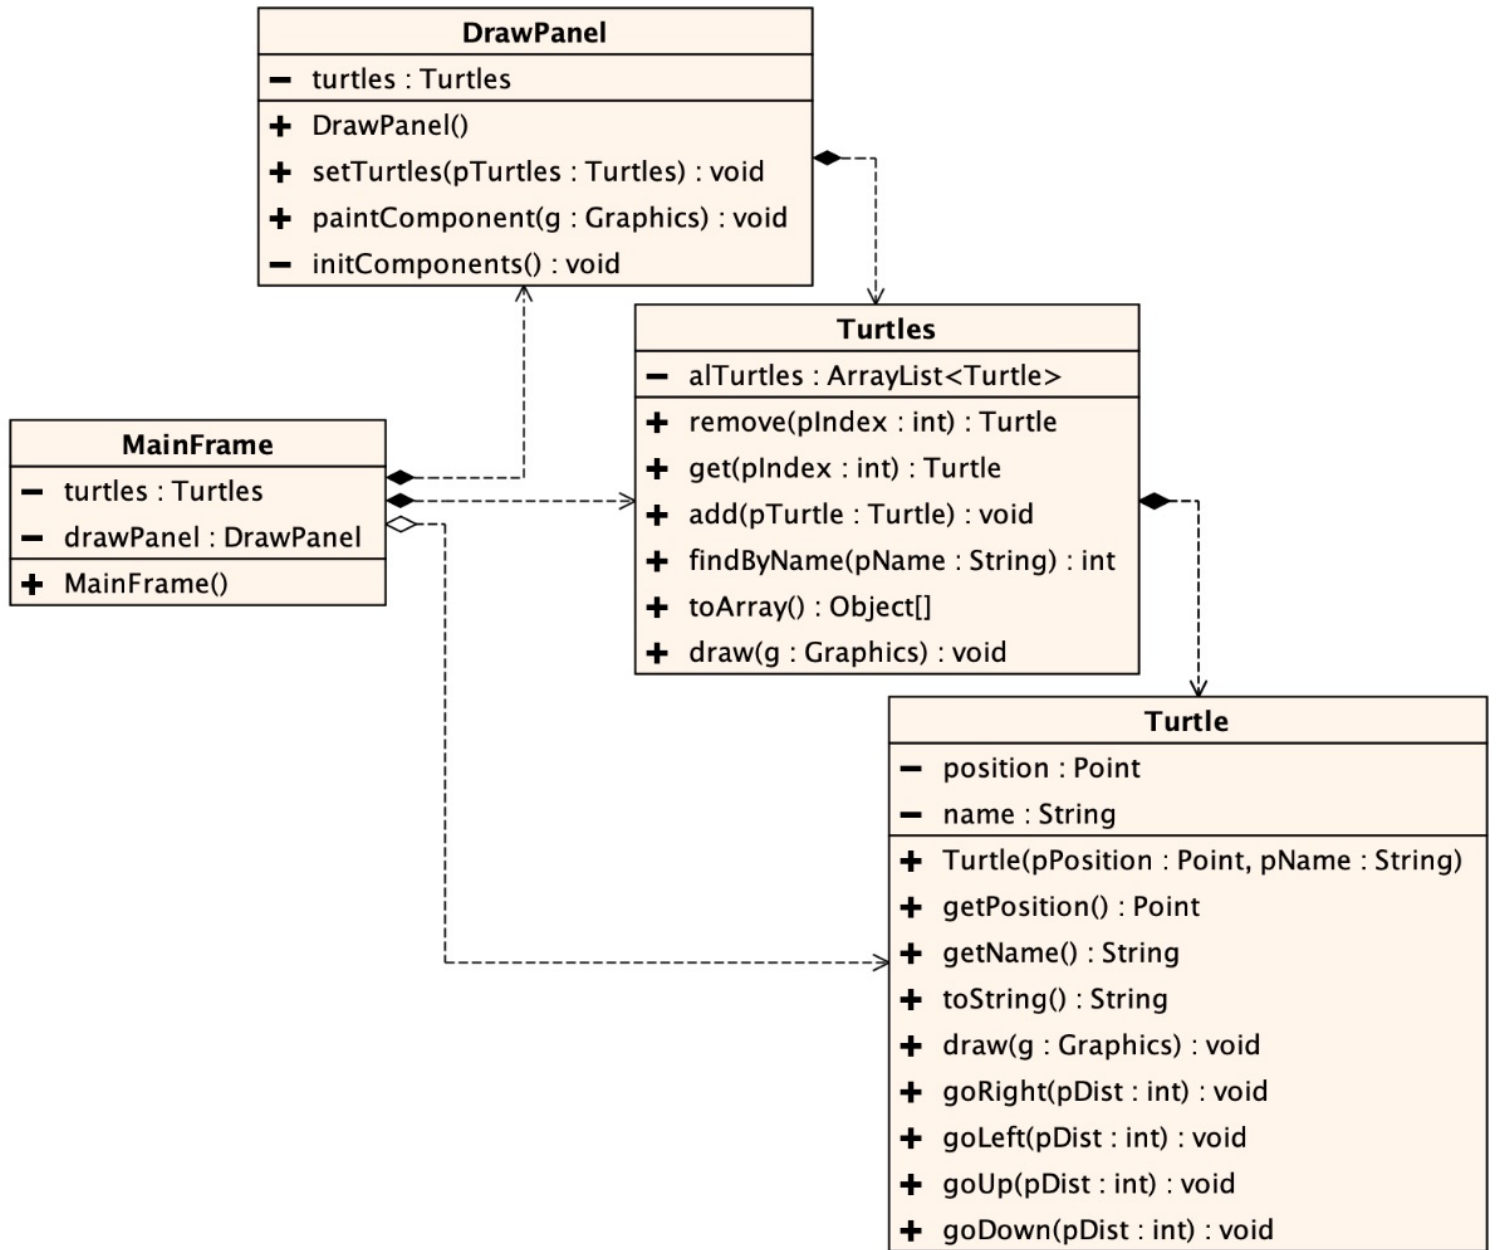 DrawPanel
− turtles : Turtles
+ DrawPanel()
+ setTurtles(pTurtles : Turtles) : void
+ paintComponent(g : Graphics) : void
− initComponents() : void
Turtles
− alTurtles : ArrayList<Turtle>
+ remove(pIndex : int) : Turtle
+ get(pIndex : int) : Turtle
+ add(pTurtle : Turtle) : void
+ findByName(pName : String) : int
+ toArray() : Object[]
+ draw(g : Graphics) : void
MainFrame
− turtles : Turtles
− drawPanel : DrawPanel
+ MainFrame()
Turtle
− position : Point
− name : String
+ Turtle(pPosition : Point, pName : String)
+ getPosition() : Point
+ getName() : String
+ toString() : String
+ draw(g : Graphics) : void
+ goRight(pDist : int) : void
+ goLeft(pDist : int) : void
+ goUp(pDist : int) : void
+ goDown(pDist : int) : void